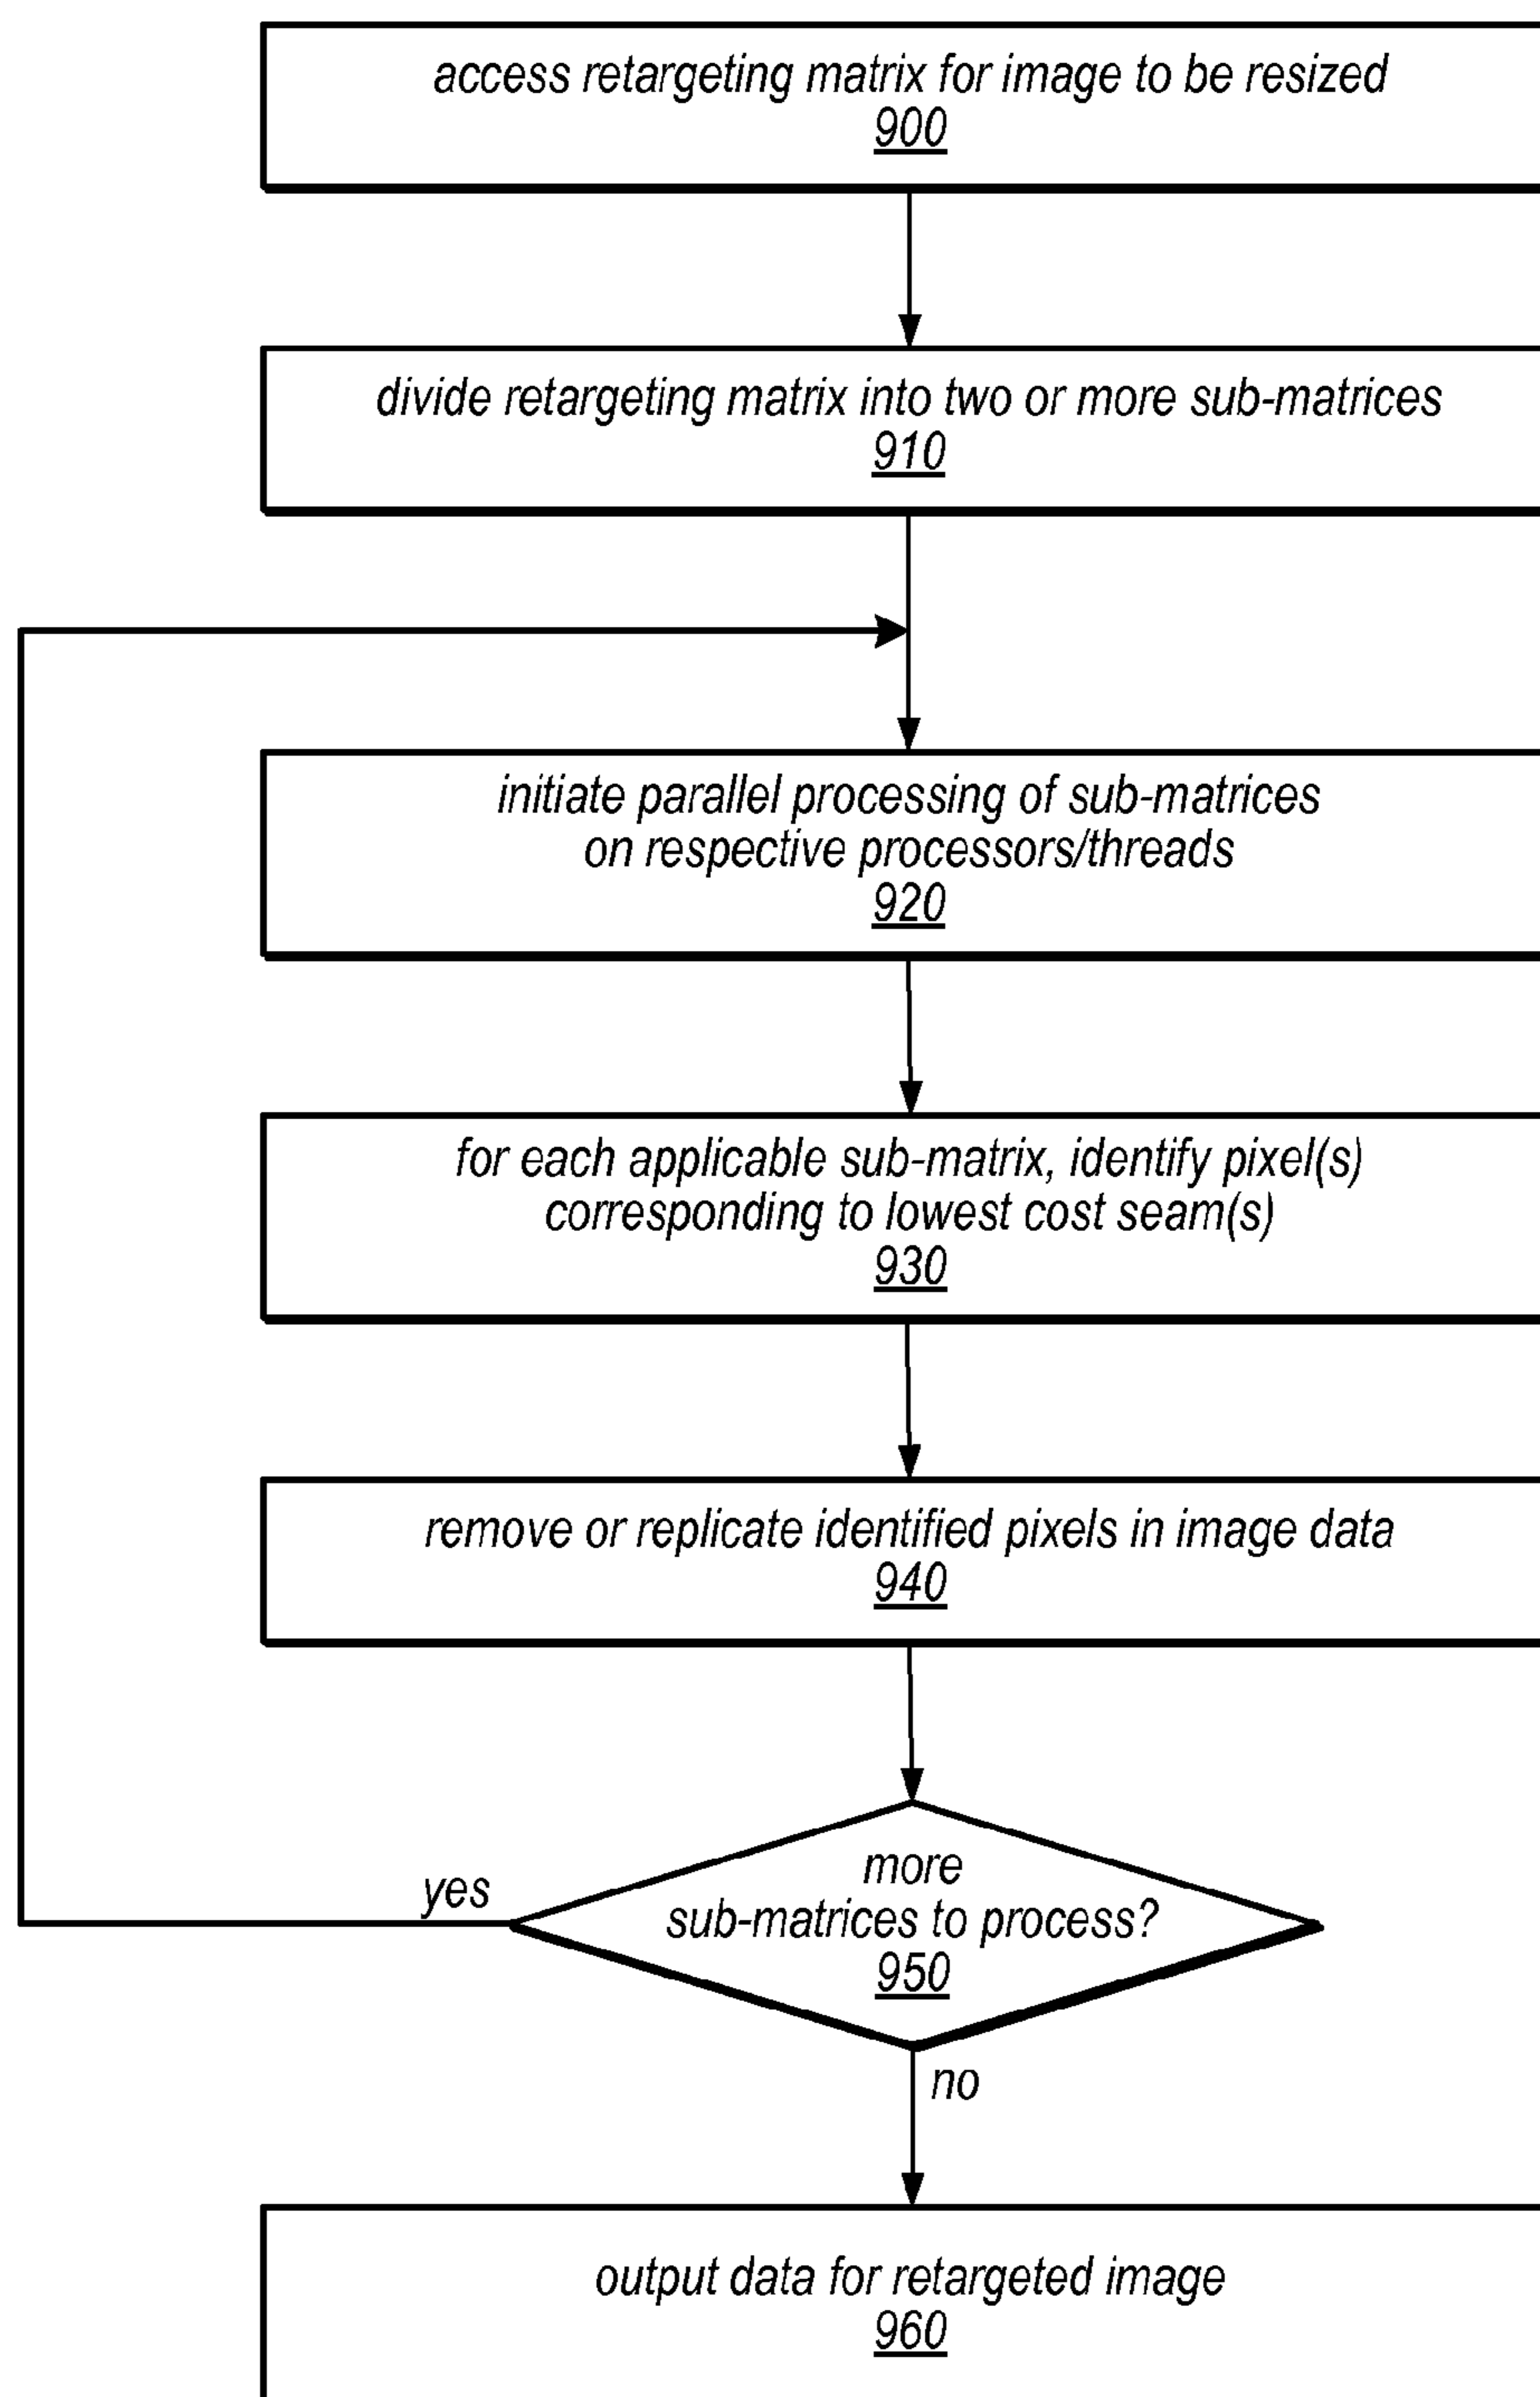 access retargeting matrix for image to be resized
900
divide retargeting matrix into two or more sub-matrices
910
initiate parallel processing of sub-matrices
on respective processors/threads
920
for each applicable sub-matrix, identify pixel(s)
corresponding to lowest cost seam(s)
930
remove or replicate identified pixels in image data
940
more
sub-matrices to process?
950
yes
no
output data for retargeted image
960